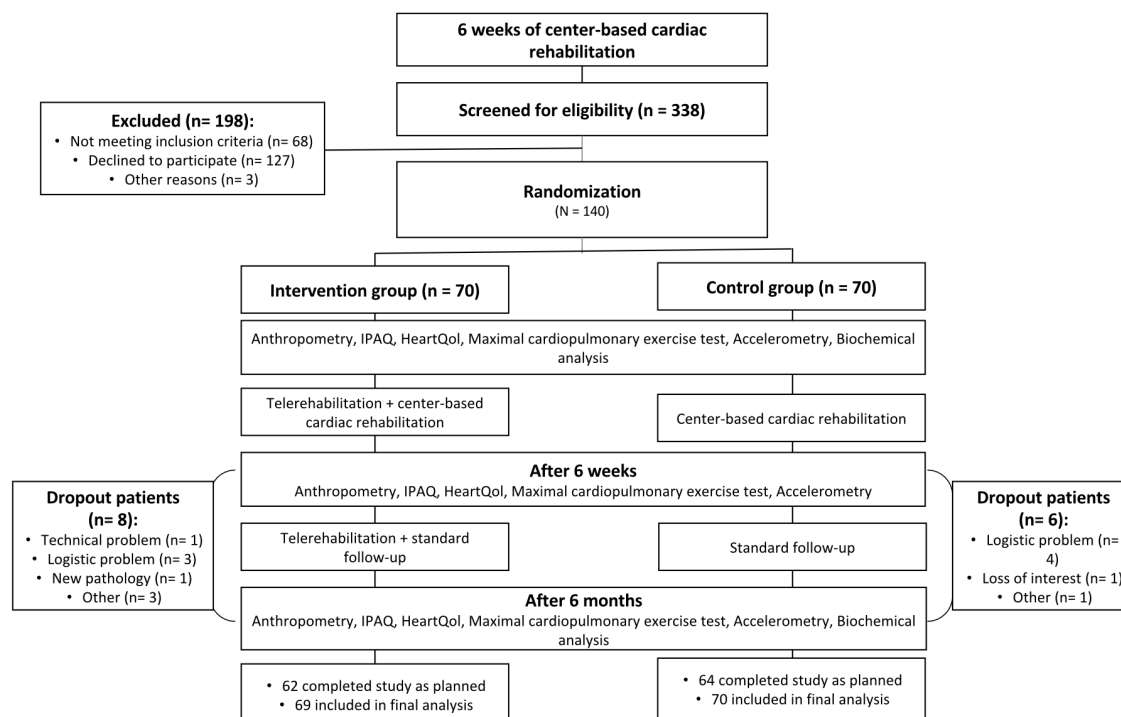 6 weeks of center-based cardiac
rehabilitation
Screened for eligibility (n = 338)
Excluded (n= 198):
• Not meeting inclusion criteria (n= 68)
• Declined to participate (n= 127)
• Other reasons (n= 3)
Randomization
(N = 140)
Intervention group (n = 70)
Control group (n = 70)
Anthropometry, IPAQ, HeartQol, Maximal cardiopulmonary exercise test, Accelerometry, Biochemical
analysis
Telerehabilitation + center-based
cardiac rehabilitation
Center-based cardiac rehabilitation
After 6 weeks
Anthropometry, IPAQ, HeartQol, Maximal cardiopulmonary exercise test, Accelerometry
Dropout patients
(n= 8):
• Technical problem (n= 1)
• Logistic problem (n= 3)
• New pathology (n= 1)
• Other (n= 3)
Telerehabilitation + standard
follow-up
Standard follow-up
Dropout patients
(n= 6):
• Logistic problem (n=
4)
• Loss of interest (n= 1)
• Other (n= 1)
After 6 months
Anthropometry, IPAQ, HeartQol, Maximal cardiopulmonary exercise test, Accelerometry, Biochemical
analysis
• 62 completed study as planned
• 69 included in final analysis
• 64 completed study as planned
• 70 included in final analysis